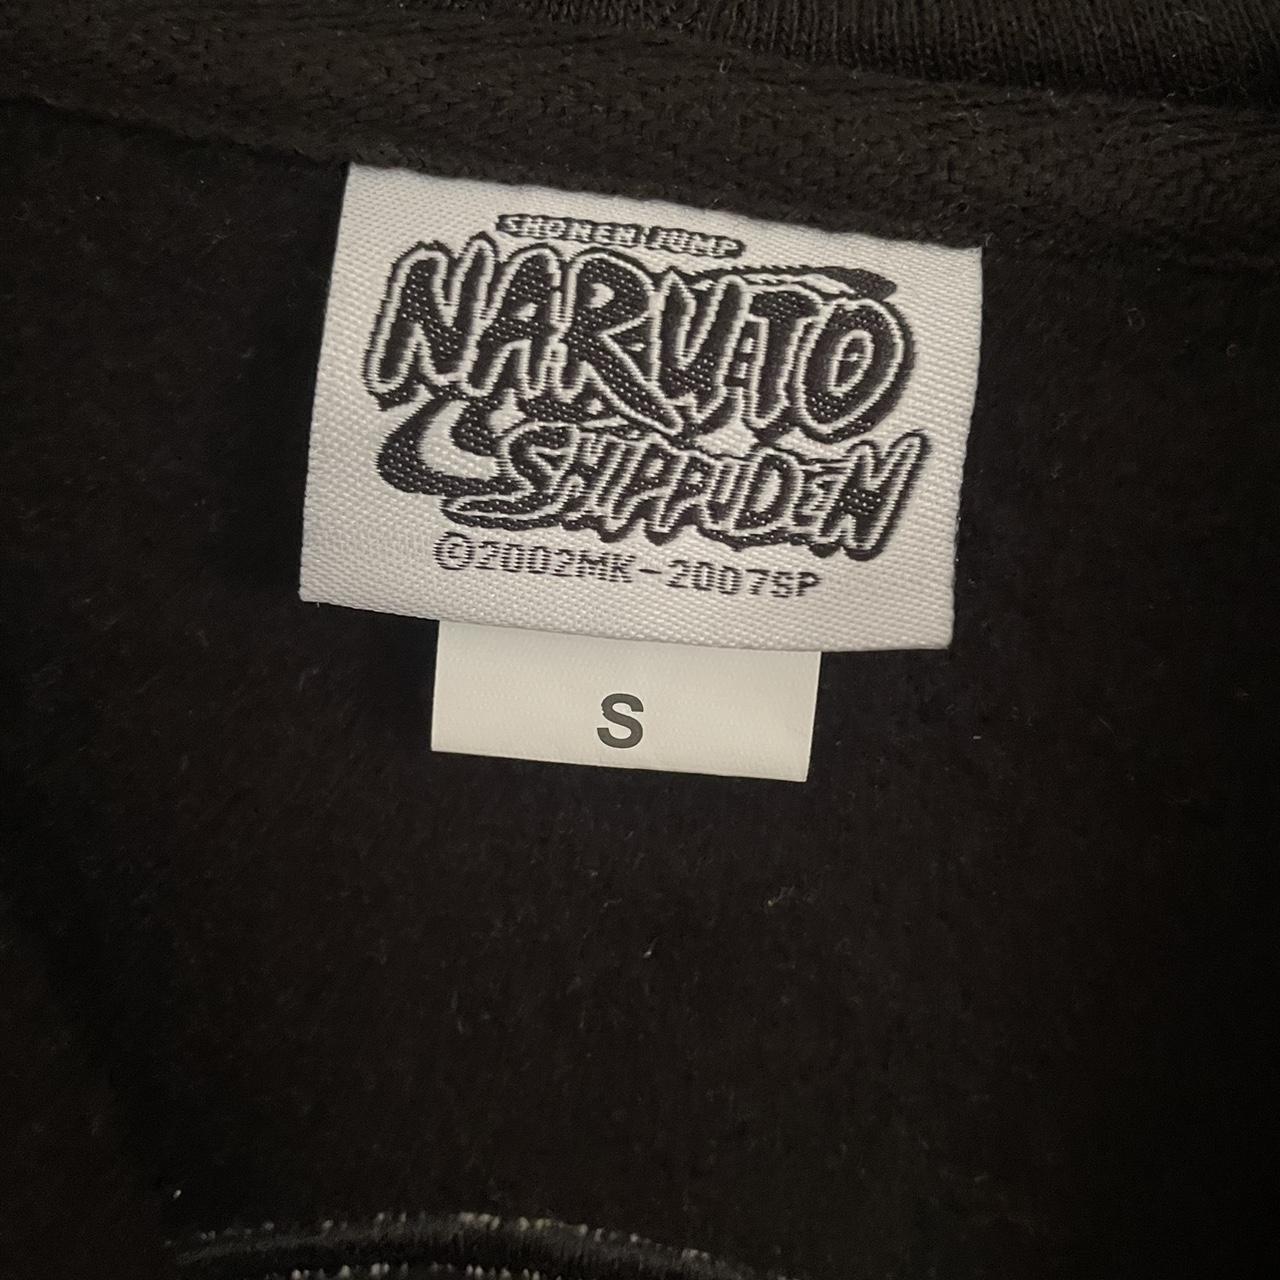 SHONEN JUMP
NARUTO
SHIPPUDEN
©2002MK-2007SP
S